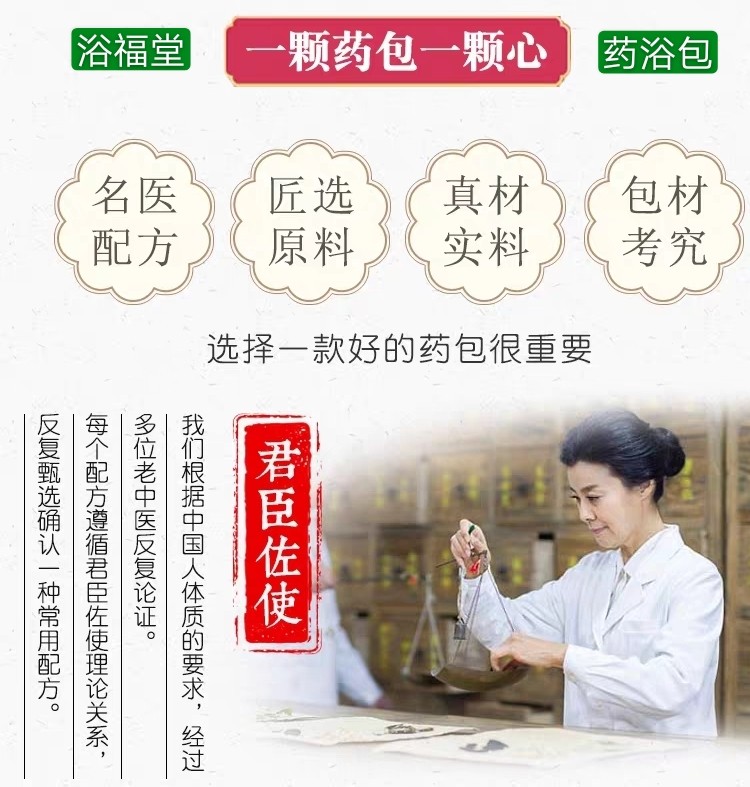 浴福堂
一颗药包一颗心
药浴包
名医
配方
匠选
原料
真材
实料
包材
考究
选择一款好的药包很重要
君臣佐使
我们根据中国人体质的要求，经过
多位老中医反复论证。
每个配方遵循君臣佐使理论关系，
反复甄选确认一种常用配方。